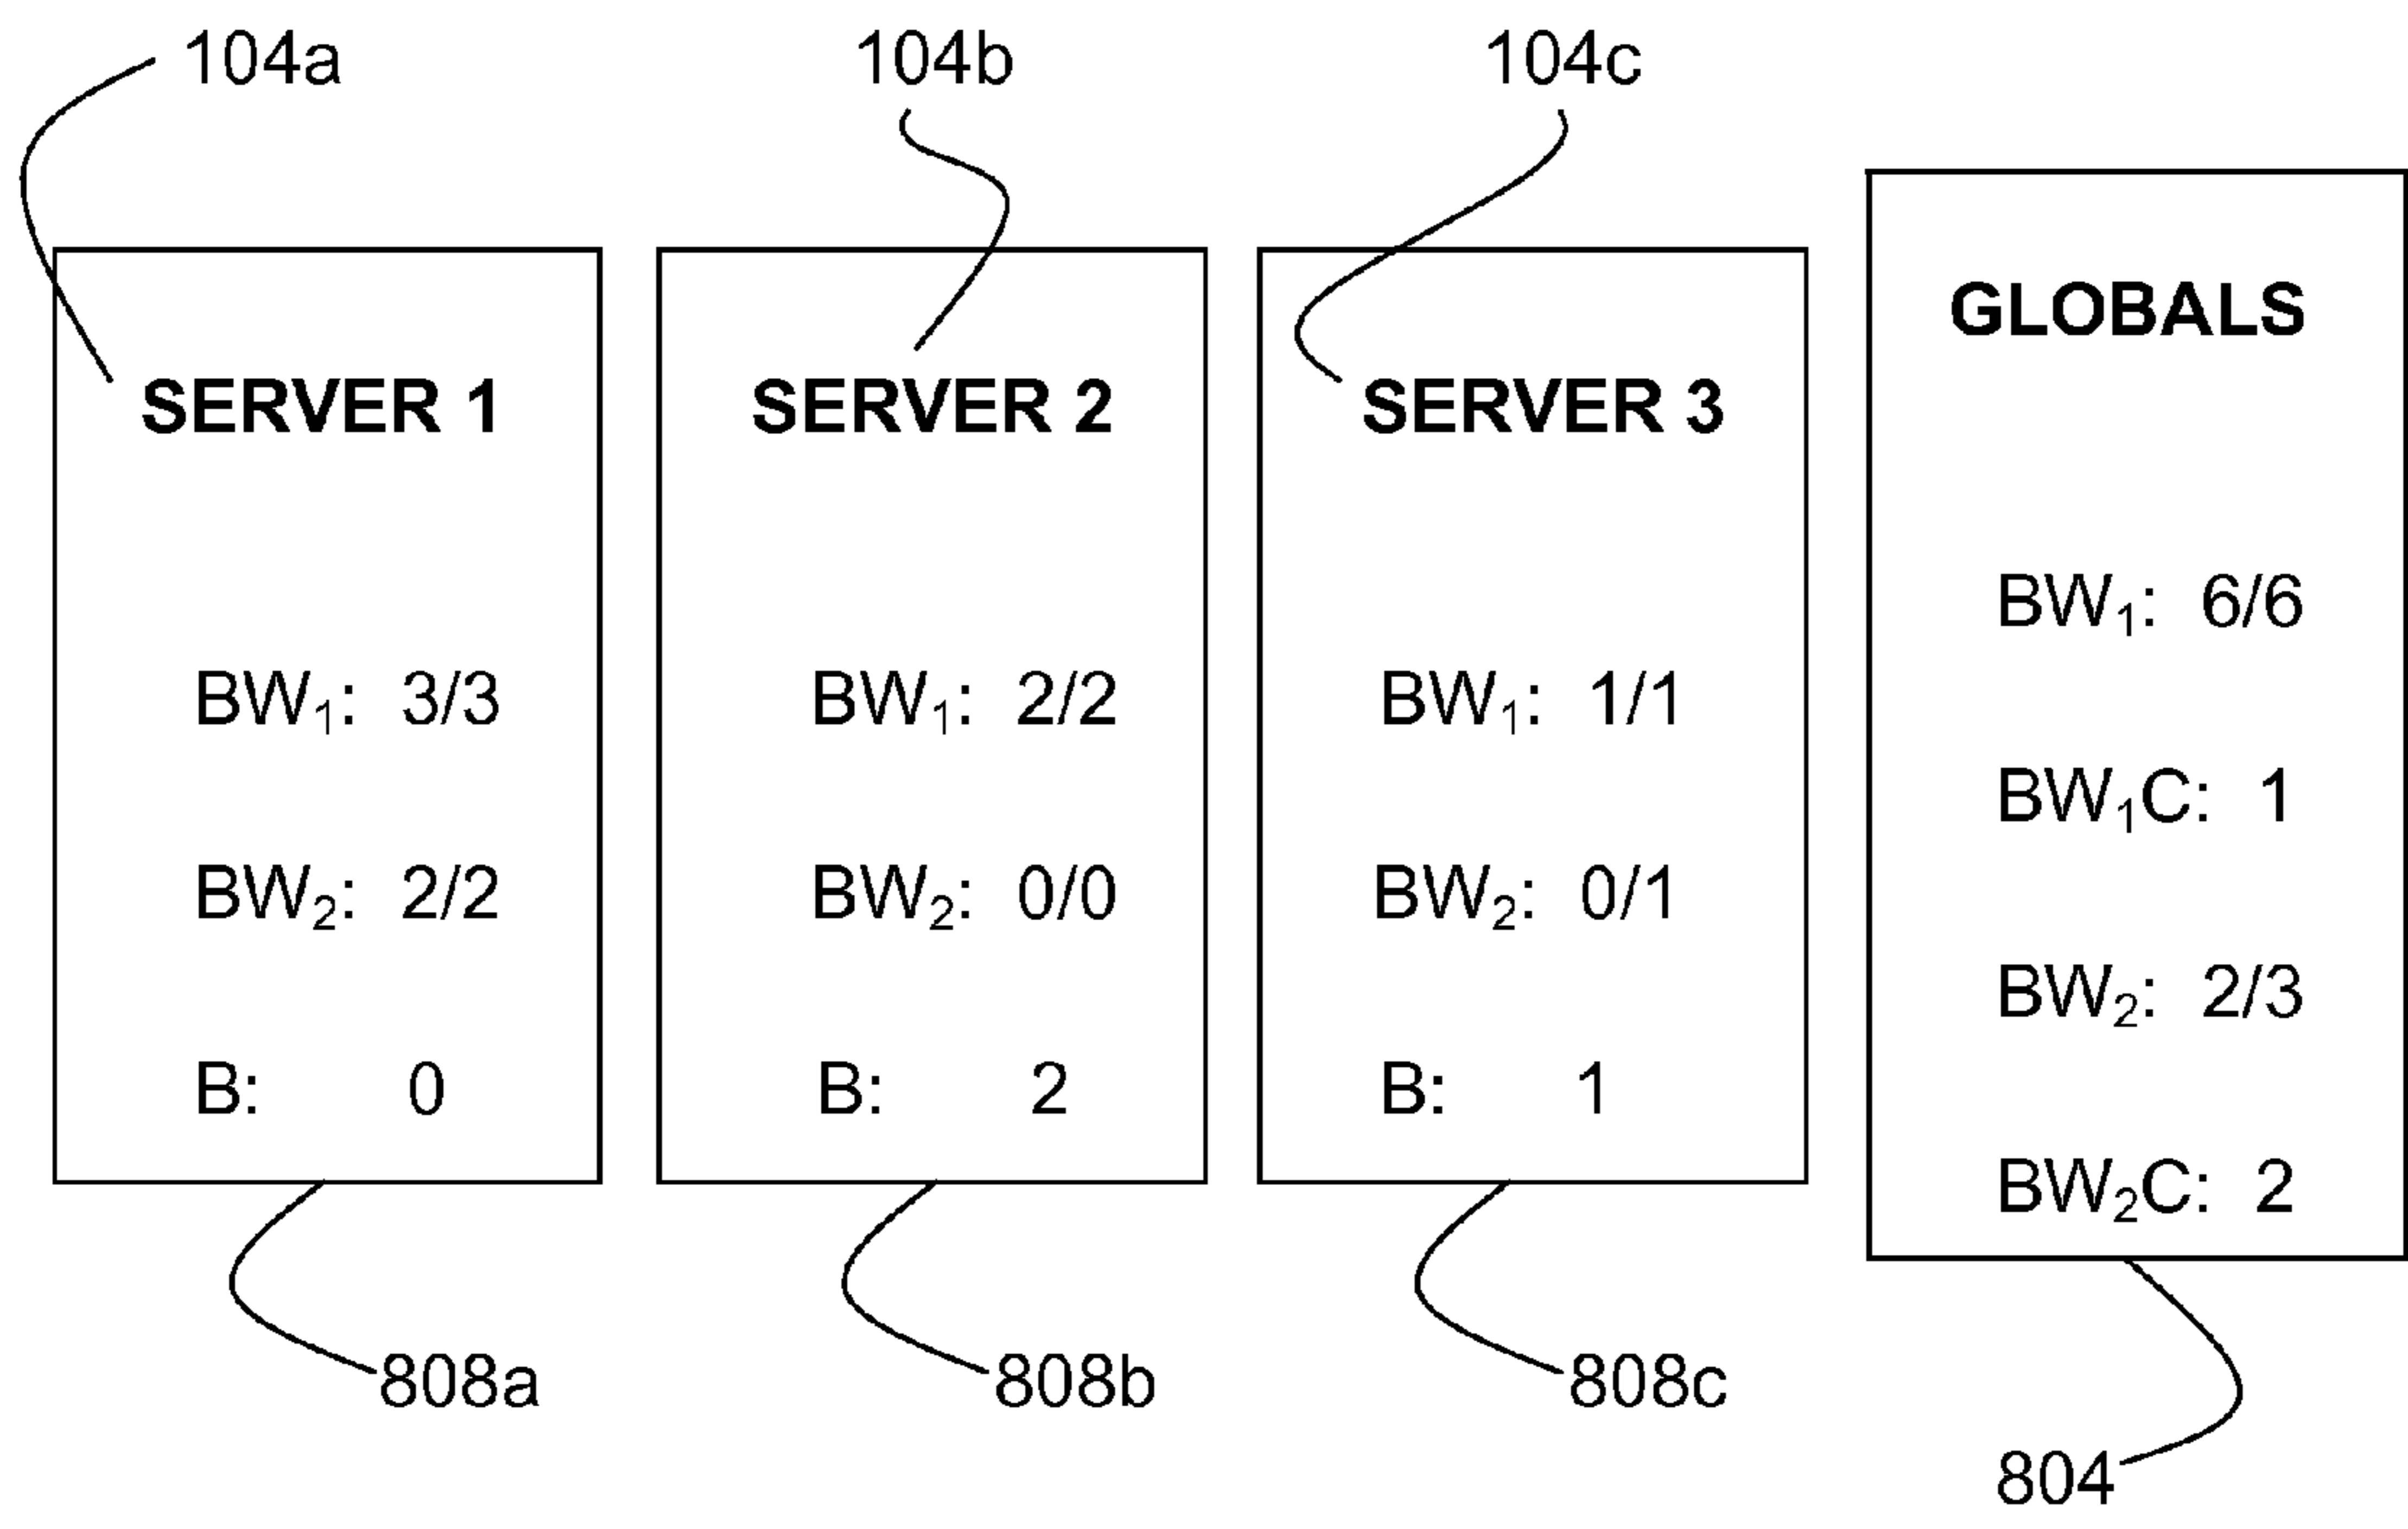 104a
104b
104c
SERVER 1
BW₁: 3/3
BW₂: 2/2
B: 0
SERVER 2
BW₁: 2/2
BW₂: 0/0
B: 2
SERVER 3
BW₁: 1/1
BW₂: 0/1
B: 1
GLOBALS
BW₁: 6/6
BW₁C: 1
BW₂: 2/3
BW₂C: 2
808a
808b
808c
804